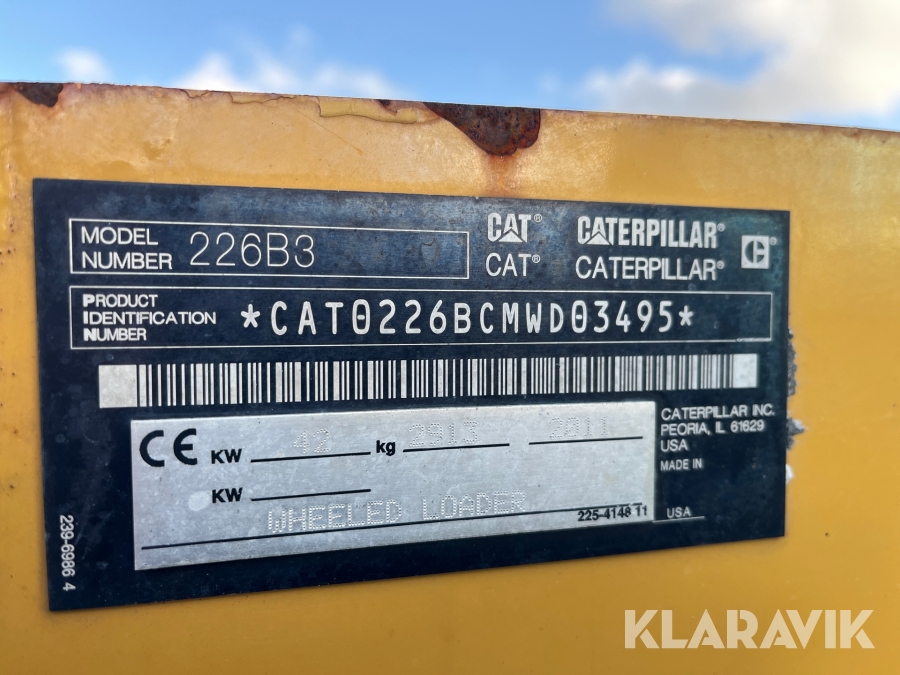 MODEL NUMBER 226B3
CAT® CATERPILLAR®
CAT® CATERPILLAR®
PRODUCT IDENTIFICATION NUMBER *CAT0226BCMWD03495*
CE KW 42 kg 2913 2011
KW
WHEELED LOADER
225-4148 11
CATERPILLAR INC.
PEORIA, IL 61629
USA
MADE IN
USA
239-6986 4
KLARAVIK